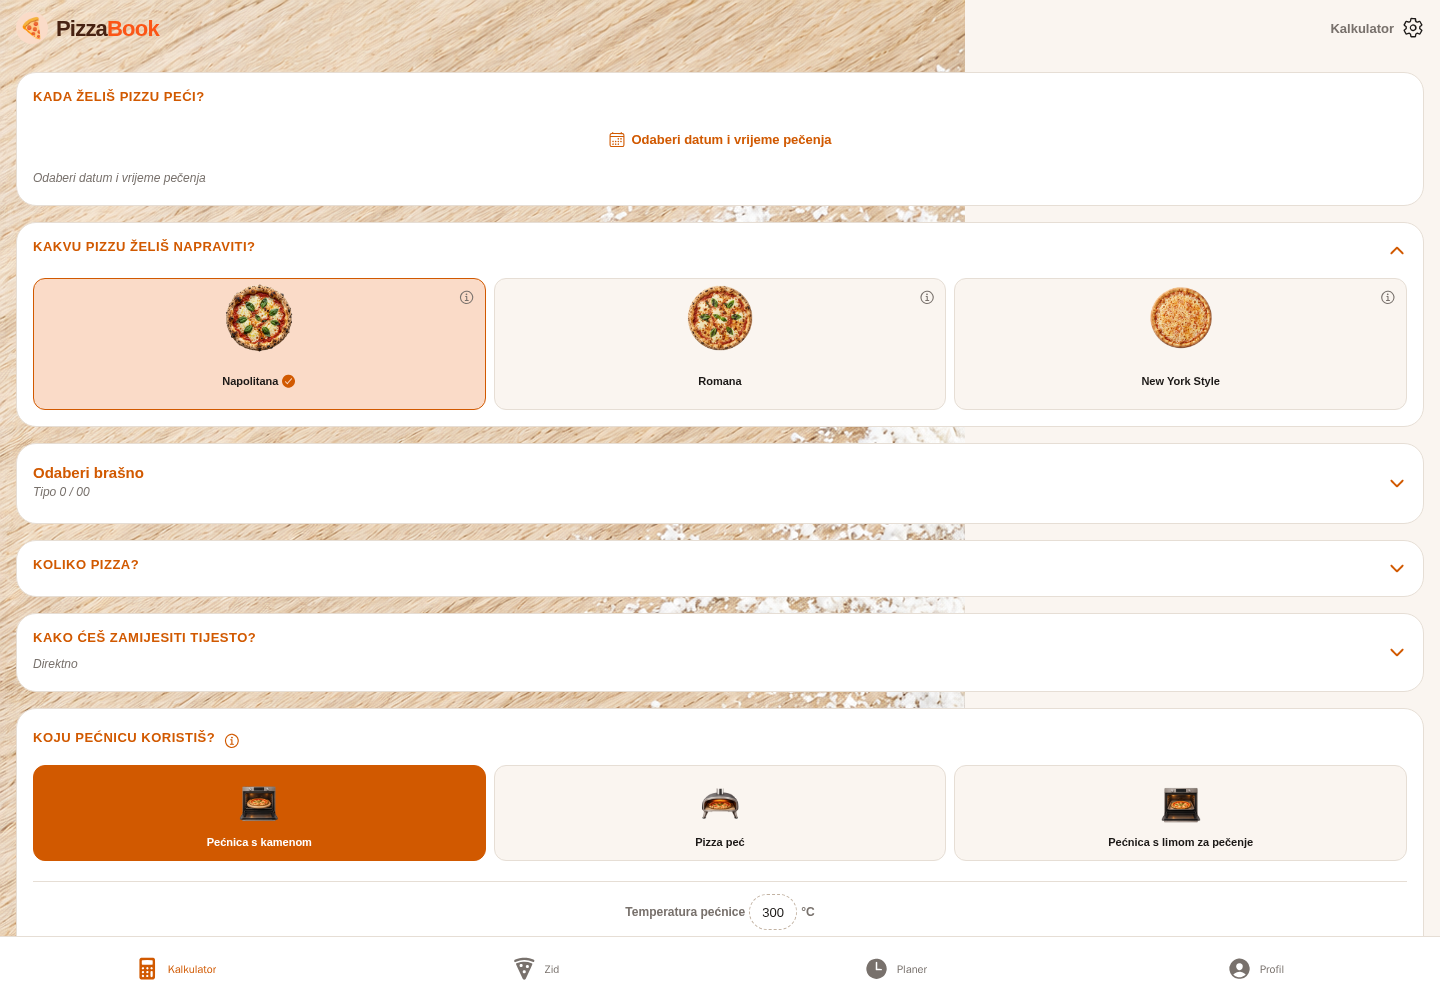 PizzaBook
Kalkulator
KADA ŽELIŠ PIZZU PEĆI?
Odaberi datum i vrijeme pečenja
Odaberi datum i vrijeme pečenja
KAKVU PIZZU ŽELIŠ NAPRAVITI?
Napolitana
Romana
New York Style
Odaberi brašno
Tipo 0 / 00
KOLIKO PIZZA?
KAKO ĆEŠ ZAMIJESITI TIJESTO?
Direktno
KOJU PEĆNICU KORISTIŠ?
Pećnica s kamenom
Pizza peć
Pećnica s limom za pečenje
Temperatura pećnice 300 °C
Kalkulator
Zid
Planer
Profil